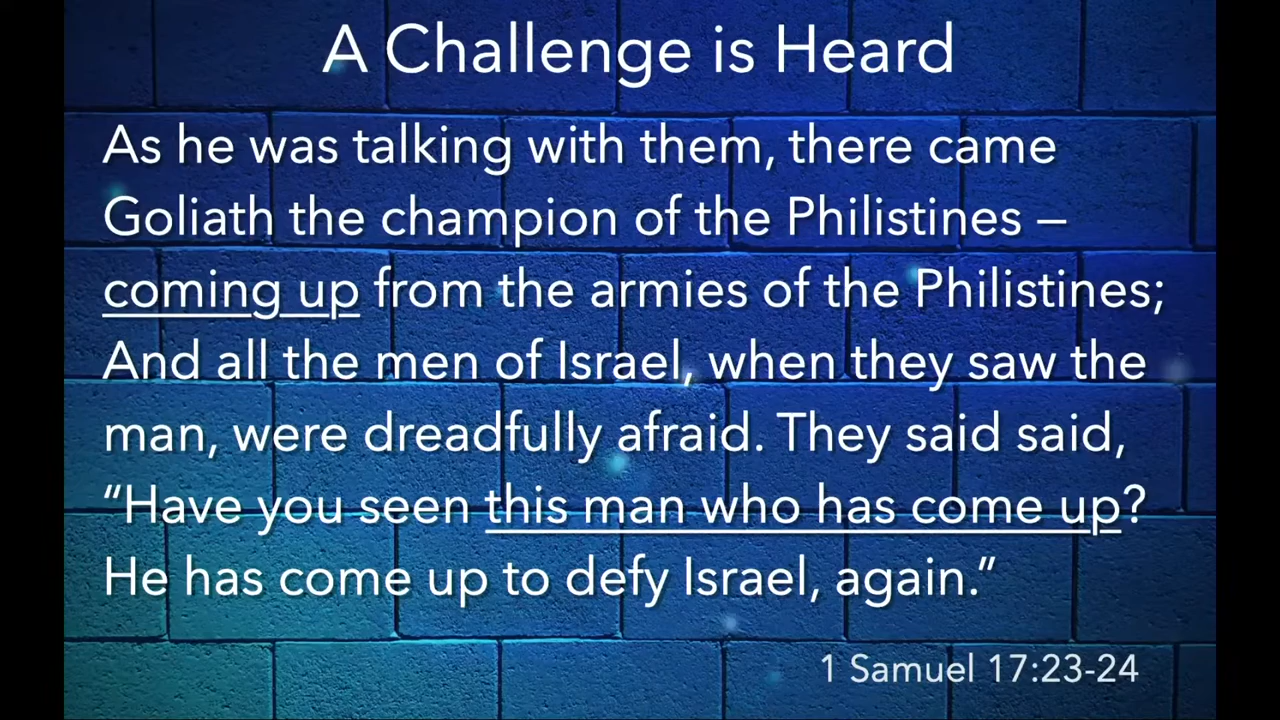 A Challenge is Heard
As he was talking with them, there came
Goliath the champion of the Philistines –
coming up from the armies of the Philistines;
And all the men of Israel, when they saw the
man, were dreadfully afraid. They said said,
“Have you seen this man who has come up?
He has come up to defy Israel, again.”
1 Samuel 17:23-24